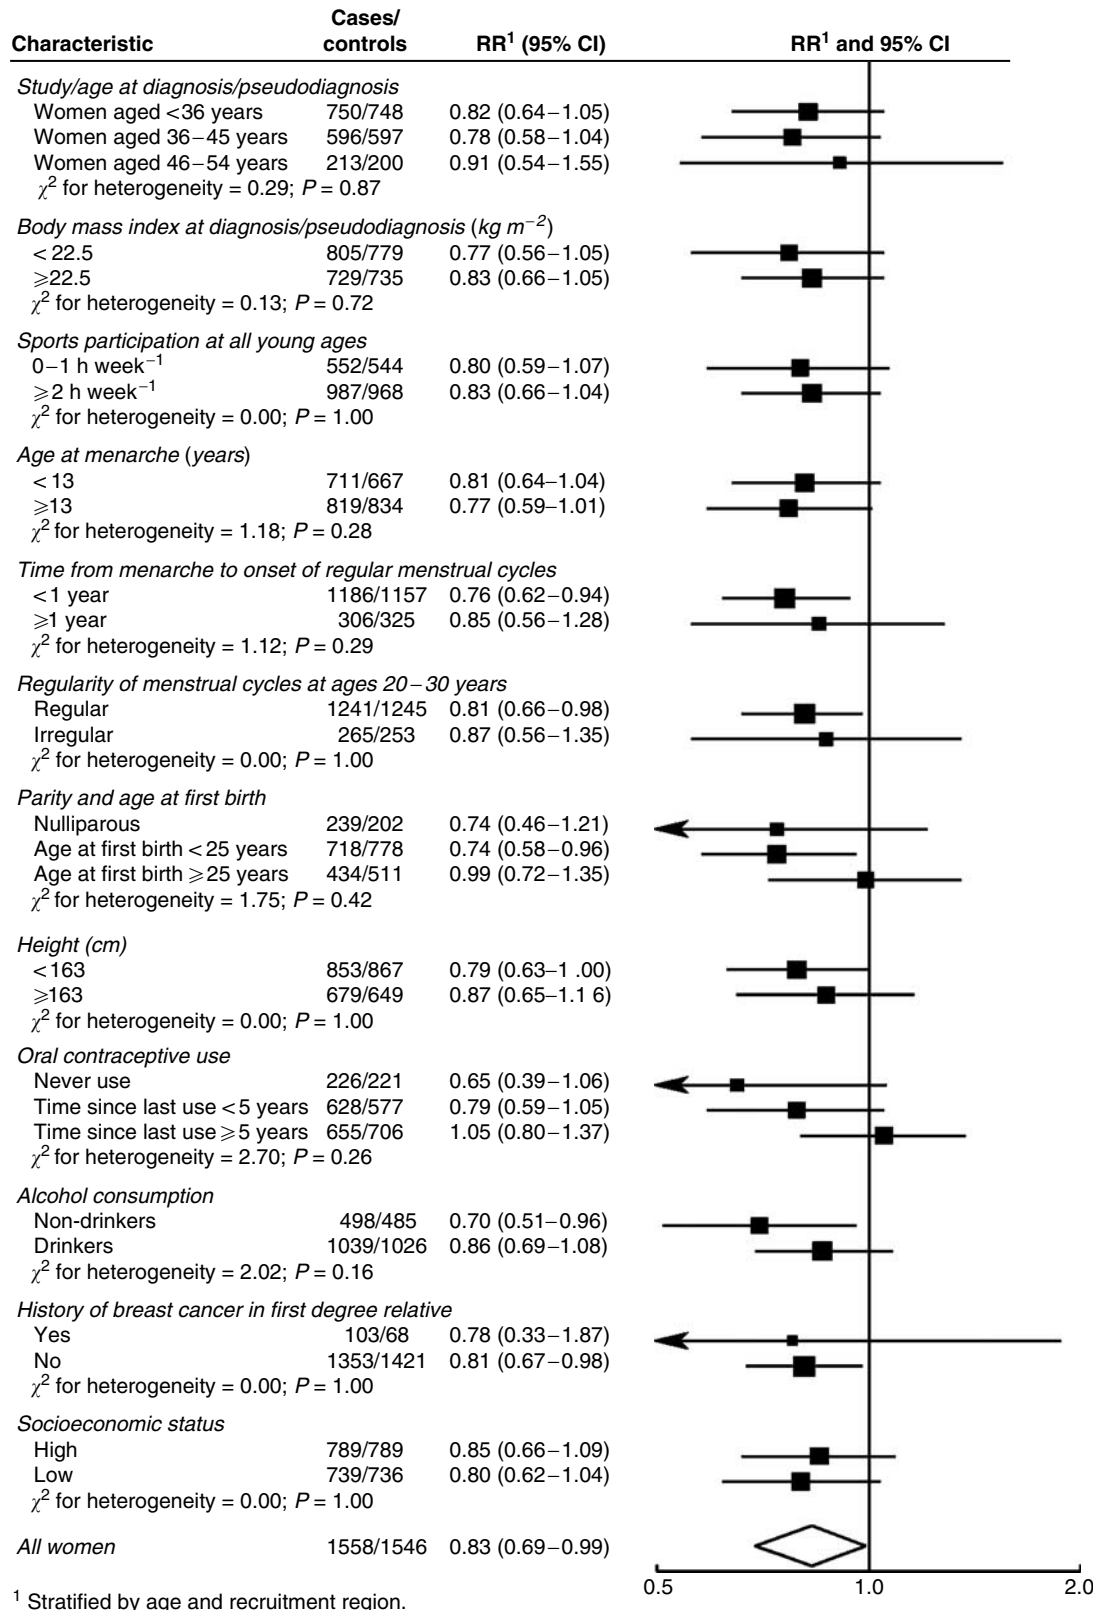 Cases/
Characteristic controls RR¹ (95% CI) RR¹ and 95% CI
Study/age at diagnosis/pseudodiagnosis
Women aged <36 years 750/748 0.82 (0.64–1.05)
Women aged 36–45 years 596/597 0.78 (0.58–1.04)
Women aged 46–54 years 213/200 0.91 (0.54–1.55)
χ² for heterogeneity = 0.29; P = 0.87
Body mass index at diagnosis/pseudodiagnosis (kg m⁻²)
<22.5 805/779 0.77 (0.56–1.05)
⩾22.5 729/735 0.83 (0.66–1.05)
χ² for heterogeneity = 0.13; P = 0.72
Sports participation at all young ages
0–1 h week⁻¹ 552/544 0.80 (0.59–1.07)
⩾2 h week⁻¹ 987/968 0.83 (0.66–1.04)
χ² for heterogeneity = 0.00; P = 1.00
Age at menarche (years)
<13 711/667 0.81 (0.64–1.04)
⩾13 819/834 0.77 (0.59–1.01)
χ² for heterogeneity = 1.18; P = 0.28
Time from menarche to onset of regular menstrual cycles
<1 year 1186/1157 0.76 (0.62–0.94)
⩾1 year 306/325 0.85 (0.56–1.28)
χ² for heterogeneity = 1.12; P = 0.29
Regularity of menstrual cycles at ages 20–30 years
Regular 1241/1245 0.81 (0.66–0.98)
Irregular 265/253 0.87 (0.56–1.35)
χ² for heterogeneity = 0.00; P = 1.00
Parity and age at first birth
Nulliparous 239/202 0.74 (0.46–1.21)
Age at first birth <25 years 718/778 0.74 (0.58–0.96)
Age at first birth ⩾25 years 434/511 0.99 (0.72–1.35)
χ² for heterogeneity = 1.75; P = 0.42
Height (cm)
<163 853/867 0.79 (0.63–1 .00)
⩾163 679/649 0.87 (0.65–1.1 6)
χ² for heterogeneity = 0.00; P = 1.00
Oral contraceptive use
Never use 226/221 0.65 (0.39–1.06)
Time since last use <5 years 628/577 0.79 (0.59–1.05)
Time since last use ⩾5 years 655/706 1.05 (0.80–1.37)
χ² for heterogeneity = 2.70; P = 0.26
Alcohol consumption
Non-drinkers 498/485 0.70 (0.51–0.96)
Drinkers 1039/1026 0.86 (0.69–1.08)
χ² for heterogeneity = 2.02; P = 0.16
History of breast cancer in first degree relative
Yes 103/68 0.78 (0.33–1.87)
No 1353/1421 0.81 (0.67–0.98)
χ² for heterogeneity = 0.00; P = 1.00
Socioeconomic status
High 789/789 0.85 (0.66–1.09)
Low 739/736 0.80 (0.62–1.04)
χ² for heterogeneity = 0.00; P = 1.00
All women 1558/1546 0.83 (0.69–0.99)
0.5 1.0 2.0
¹ Stratified by age and recruitment region.